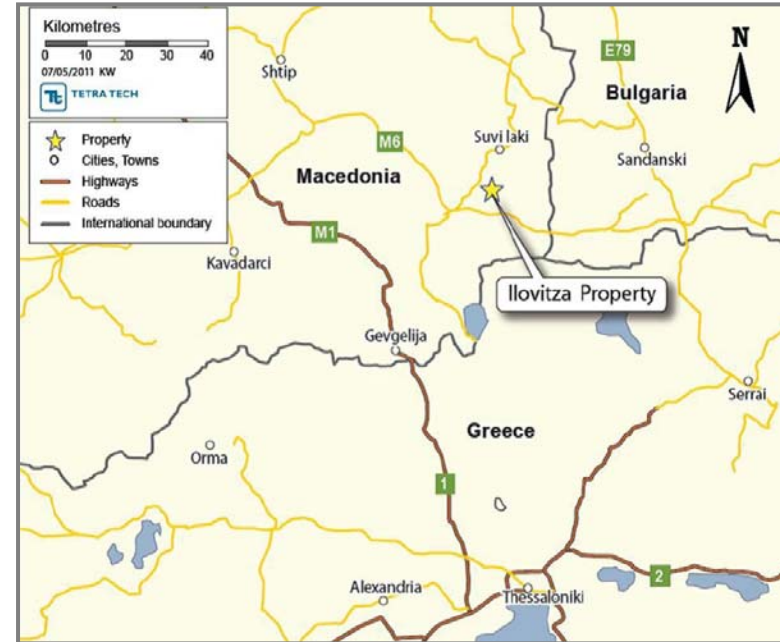 Kilometres
0 10 20 30 40
07/05/2011 KW
Tt TETRA TECH
Property
Cities, Towns
Highways
Roads
International boundary
N
E79
Bulgaria
Shtip
M6
Suvi laki
Sandanski
Macedonia
M1
Kavadarci
Ilovitza Property
Gevgelija
Serrai
Greece
Orma
1
2
Alexandria
Thessaloniki